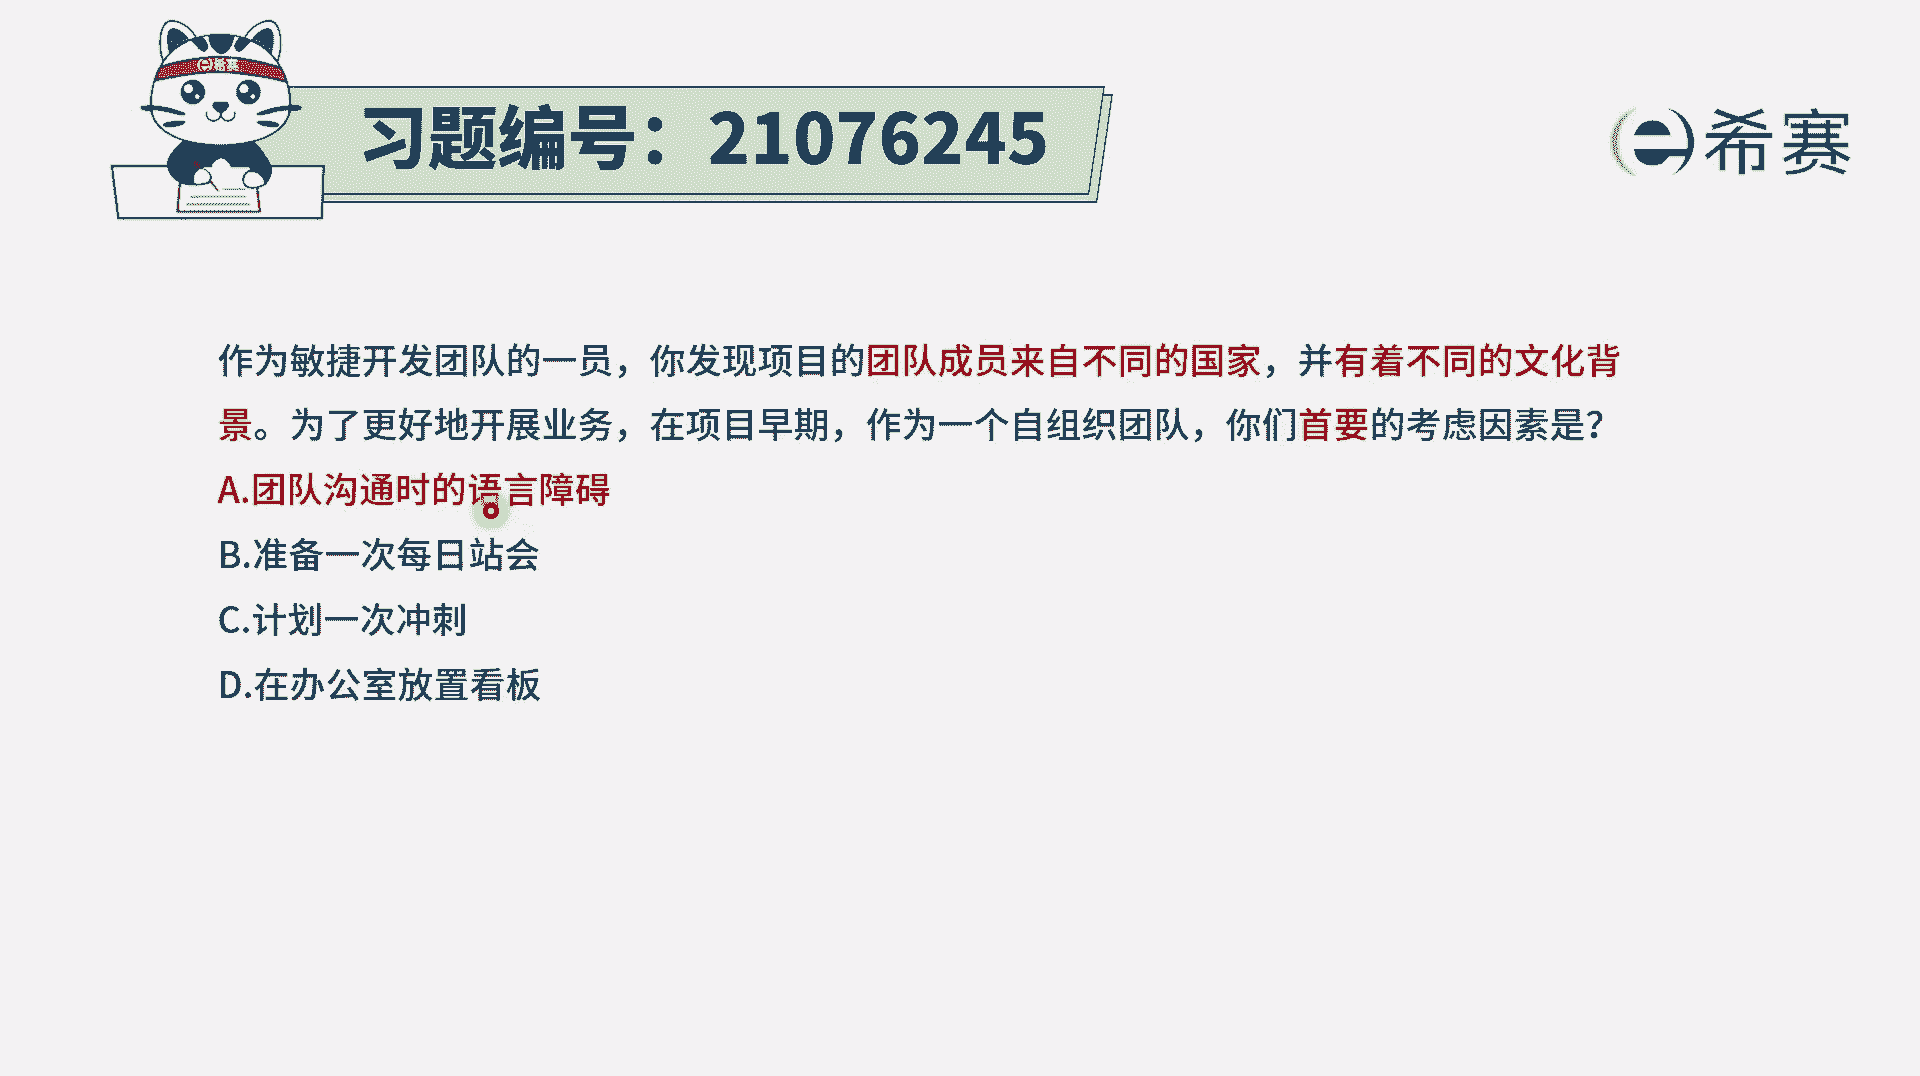 希赛
习题编号：21076245
希赛
作为敏捷开发团队的一员，你发现项目的团队成员来自不同的国家，并有着不同的文化背
景。为了更好地开展业务，在项目早期，作为一个自组织团队，你们首要的考虑因素是？
A.团队沟通时的语言障碍
B.准备一次每日站会
C.计划一次冲刺
D.在办公室放置看板